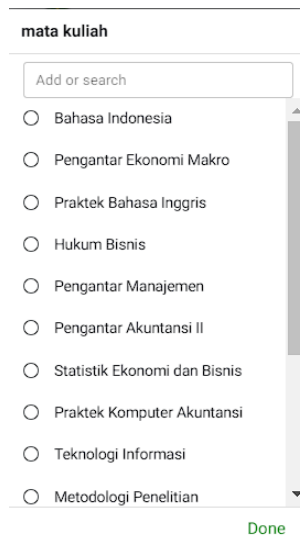 mata kuliah
Add or search
Bahasa Indonesia
Pengantar Ekonomi Makro
Praktek Bahasa Inggris
Hukum Bisnis
Pengantar Manajemen
Pengantar Akuntansi II
Statistik Ekonomi dan Bisnis
Praktek Komputer Akuntansi
Teknologi Informasi
Metodologi Penelitian
Done